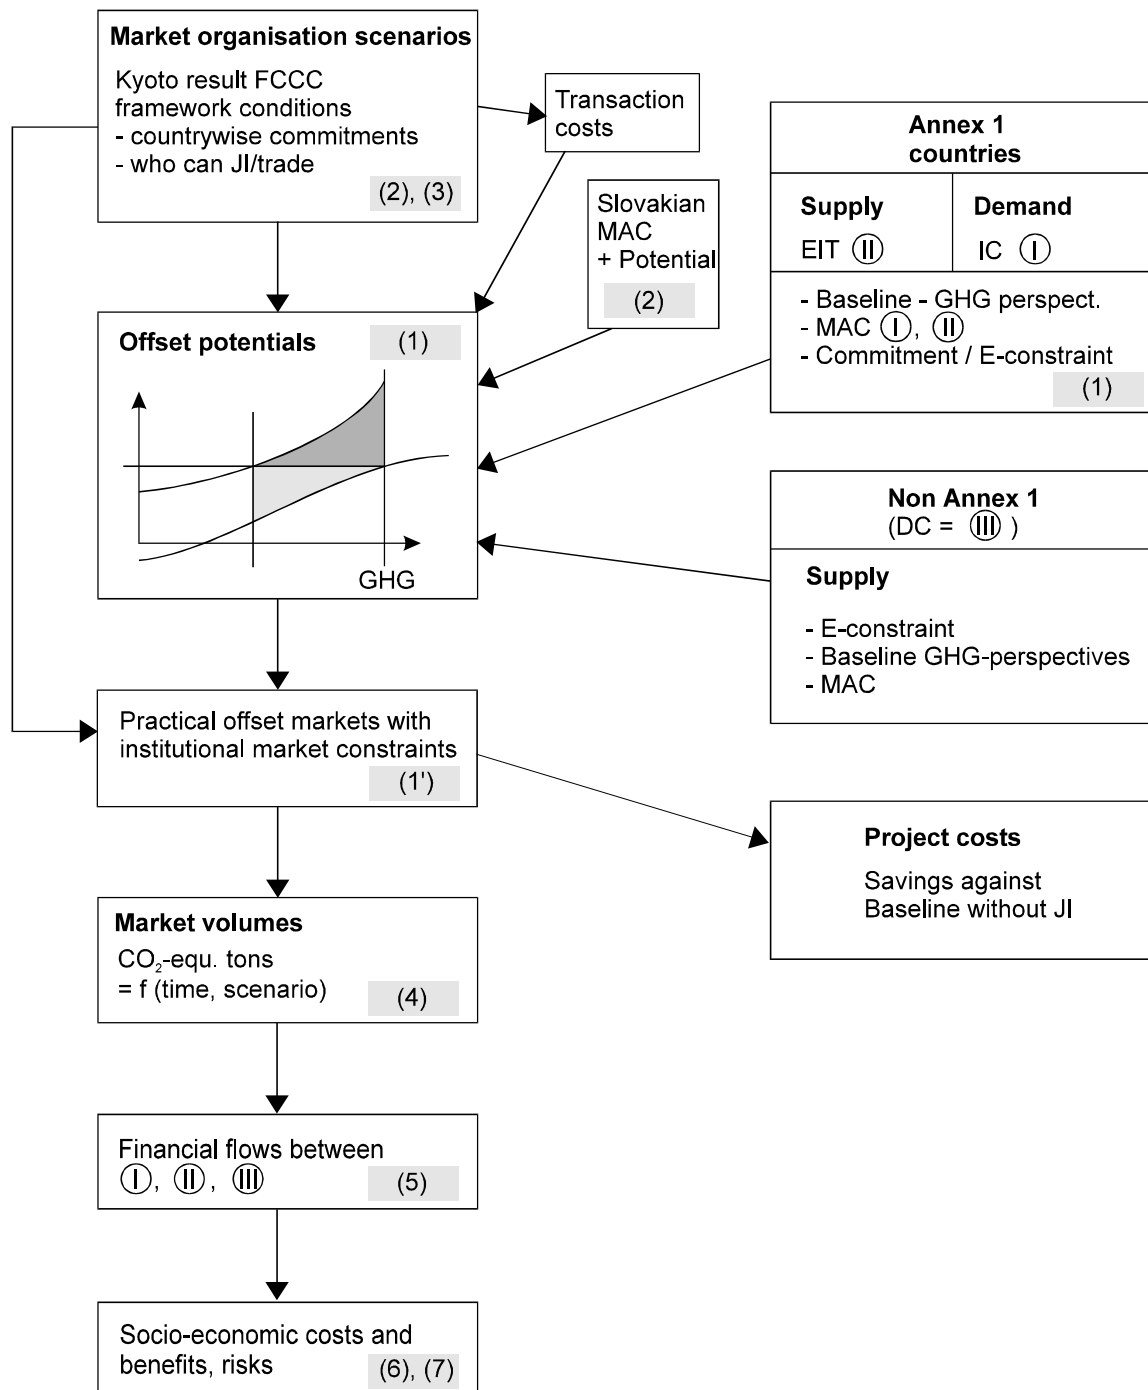 Market organisation scenarios
Kyoto result FCCC
framework conditions
- countrywise commitments
- who can JI/trade
(2), (3)
Transaction
costs
Slovakian
MAC
+ Potential
(2)
Annex 1
countries
Supply
EIT II
Demand
IC I
- Baseline - GHG perspect.
- MAC I, II
- Commitment / E-constraint
(1)
Offset potentials
(1)
GHG
Non Annex 1
(DC = III )
Supply
- E-constraint
- Baseline GHG-perspectives
- MAC
Practical offset markets with
institutional market constraints
(1')
Project costs
Savings against
Baseline without JI
Market volumes
CO₂-equ. tons
= f (time, scenario)
(4)
Financial flows between
I, II, III
(5)
Socio-economic costs and
benefits, risks
(6), (7)